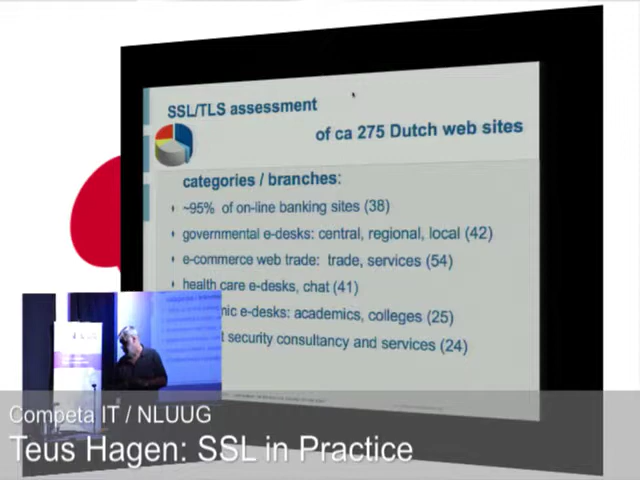 SSL/TLS assessment
of ca 275 Dutch web sites
categories / branches:
~95% of on-line banking sites (38)
governmental e-desks: central, regional, local (42)
e-commerce web trade: trade, services (54)
health care e-desks, chat (41)
e-desks: academics, colleges (25)
security consultancy and services (24)
Competa IT / NLUUG
Teus Hagen: SSL in Practice